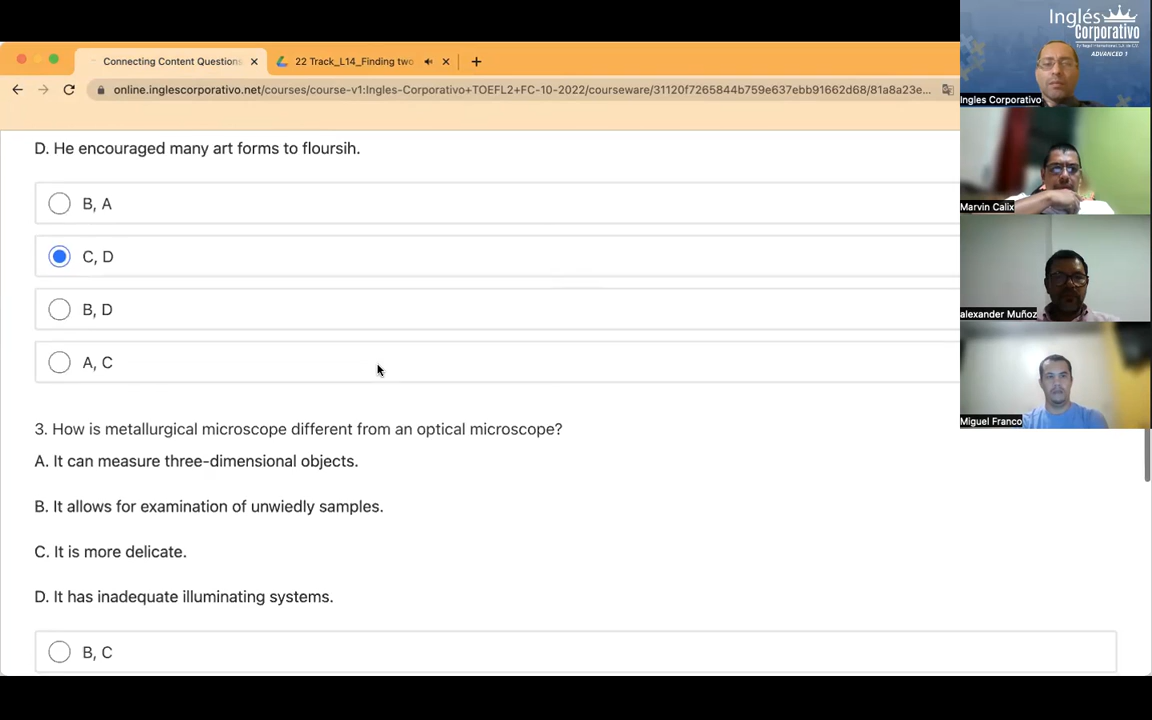 Connecting Content Questions
22 Track_L14_Finding two
online.inglescorporativo.net/courses/course-v1:Ingles-Corporativo+TOEFL2+FC-10-2022/courseware/31120f7265844b759e637ebb91662d68/81a8a23e...
D. He encouraged many art forms to floursih.
B, A
C, D
B, D
A, C
3. How is metallurgical microscope different from an optical microscope?
A. It can measure three-dimensional objects.
B. It allows for examination of unwiedly samples.
C. It is more delicate.
D. It has inadequate illuminating systems.
B, C
Inglés
Corporativo
ADVANCED 1
Ingles Corporativo
Marvin Calix
alexander Muñoz
Miguel Franco